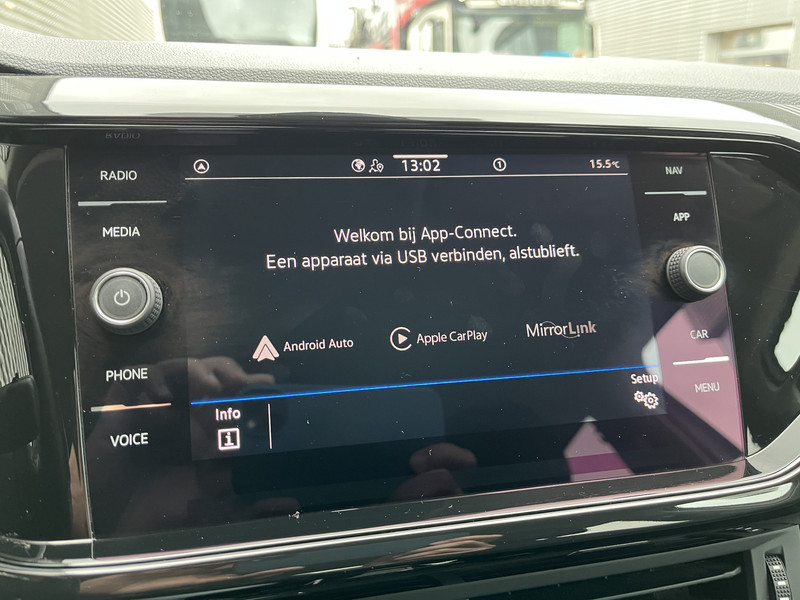 RADIO
MEDIA
PHONE
VOICE
13:02
1
15.5°C
Welkom bij App-Connect.
Een apparaat via USB verbinden, alstublieft.
Android Auto
Apple CarPlay
MirrorLink
Info
i
Setup
NAV
APP
CAR
MENU